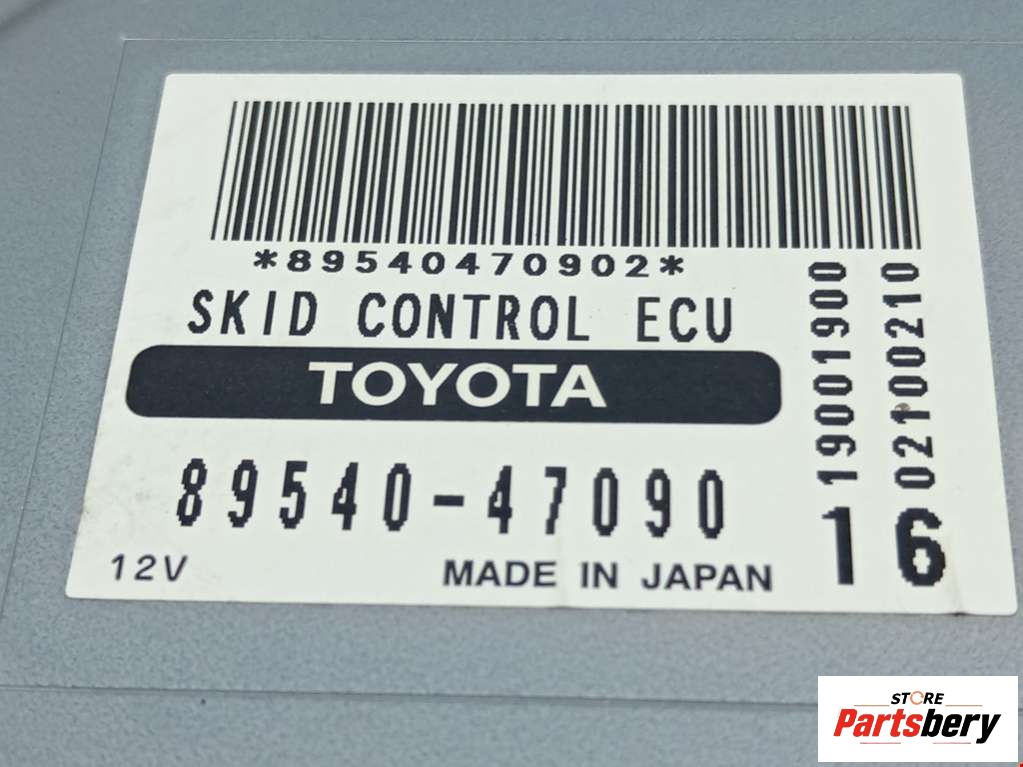 *89540470902*
SKID CONTROL ECU
TOYOTA
89540-47090
12V
MADE IN JAPAN
19001900
02100210
16
STORE
Partsbery